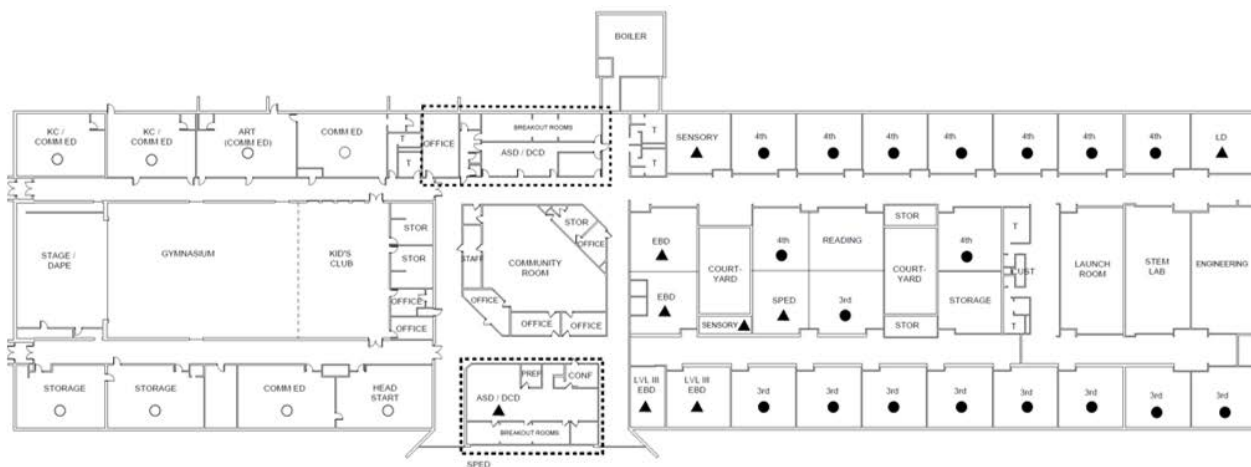 BOILER
KC /
COMM ED
KC /
COMM ED
ART
(COMM ED)
COMM ED
T
T
OFFICE
BREAKOUT ROOMS
ASD / DCD
T
T
SENSORY
4th
4th
4th
4th
4th
4th
4th
LD
STAGE /
DAPE
GYMNASIUM
KID'S
CLUB
STOR
STOR
OFFICE
OFFICE
STAFF
COMMUNITY
ROOM
STOR
OFFICE
OFFICE
OFFICE
OFFICE
EBD
EBD
COURT-
YARD
SENSORY
4th
SPED
READING
3rd
STOR
COURT-
YARD
STOR
4th
STORAGE
T
CUST
T
LAUNCH
ROOM
STEM
LAB
ENGINEERING
STORAGE
STORAGE
COMM ED
HEAD
START
PREP
CONF
ASD / DCD
BREAKOUT ROOMS
SPED
LVL III
EBD
LVL III
EBD
3rd
3rd
3rd
3rd
3rd
3rd
3rd
3rd